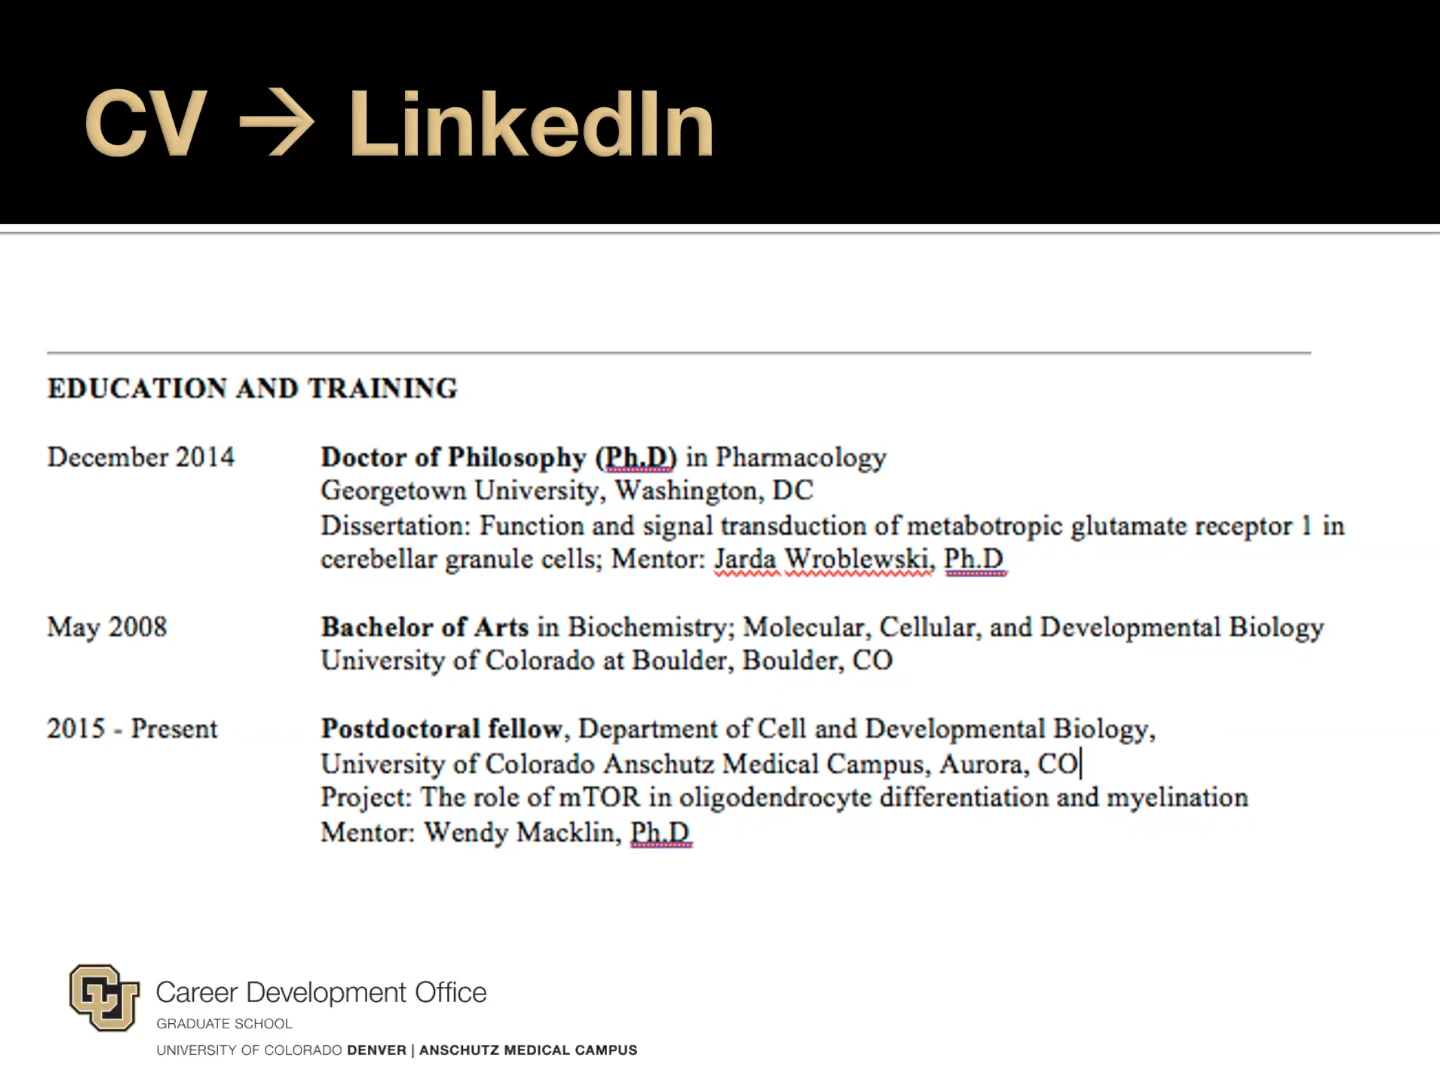 CV → LinkedIn
EDUCATION AND TRAINING
December 2014 Doctor of Philosophy (Ph.D) in Pharmacology
Georgetown University, Washington, DC
Dissertation: Function and signal transduction of metabotropic glutamate receptor 1 in
cerebellar granule cells; Mentor: Jarda Wroblewski, Ph.D
May 2008 Bachelor of Arts in Biochemistry; Molecular, Cellular, and Developmental Biology
University of Colorado at Boulder, Boulder, CO
2015 - Present Postdoctoral fellow, Department of Cell and Developmental Biology,
University of Colorado Anschutz Medical Campus, Aurora, CO
Project: The role of mTOR in oligodendrocyte differentiation and myelination
Mentor: Wendy Macklin, Ph.D
CU Career Development Office
GRADUATE SCHOOL
UNIVERSITY OF COLORADO DENVER | ANSCHUTZ MEDICAL CAMPUS